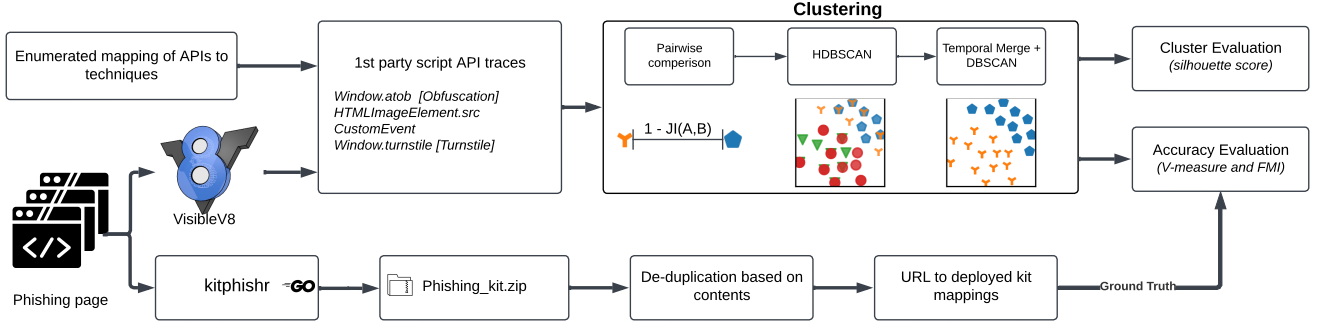 Clustering
Enumerated mapping of APIs to
techniques
1st party script API traces
Window.atob [Obfuscation]
HTMLImageElement.src
CustomEvent
Window.turnstile [Turnstile]
Pairwise
comparison
HDBSCAN
Temporal Merge +
DBSCAN
1 - JI(A,B)
Cluster Evaluation
(silhouette score)
Accuracy Evaluation
(V-measure and FMI)
VisibleV8
Phishing page
kitphishr
GO
Phishing_kit.zip
De-duplication based on
contents
URL to deployed kit
mappings
Ground Truth